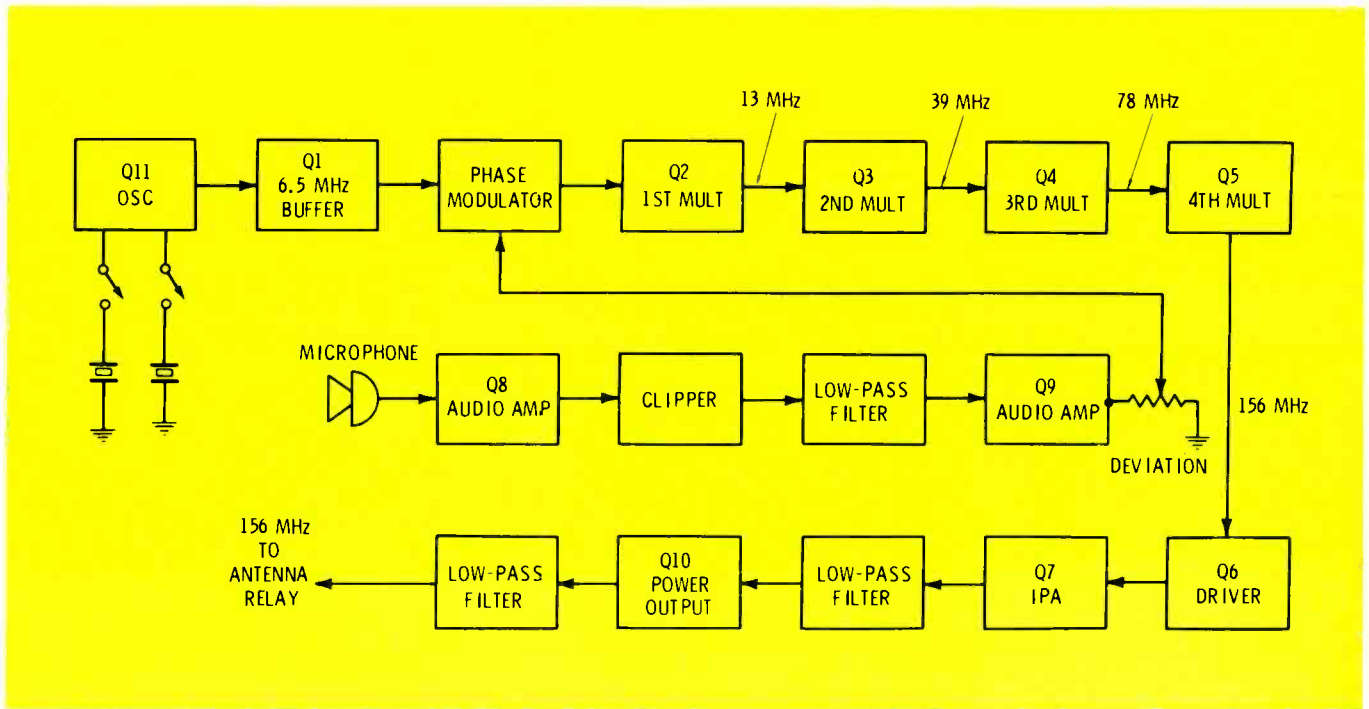 13 MHz
39 MHz
78 MHz
Q11
OSC
Q1
6.5 MHz
BUFFER
PHASE
MODULATOR
Q2
1ST MULT
Q3
2ND MULT
Q4
3RD MULT
Q5
4TH MULT
MICROPHONE
Q8
AUDIO AMP
CLIPPER
LOW-PASS
FILTER
Q9
AUDIO AMP
DEVIATION
156 MHz
156 MHz
TO
ANTENNA
RELAY
LOW-PASS
FILTER
Q10
POWER
OUTPUT
LOW-PASS
FILTER
Q7
IPA
Q6
DRIVER